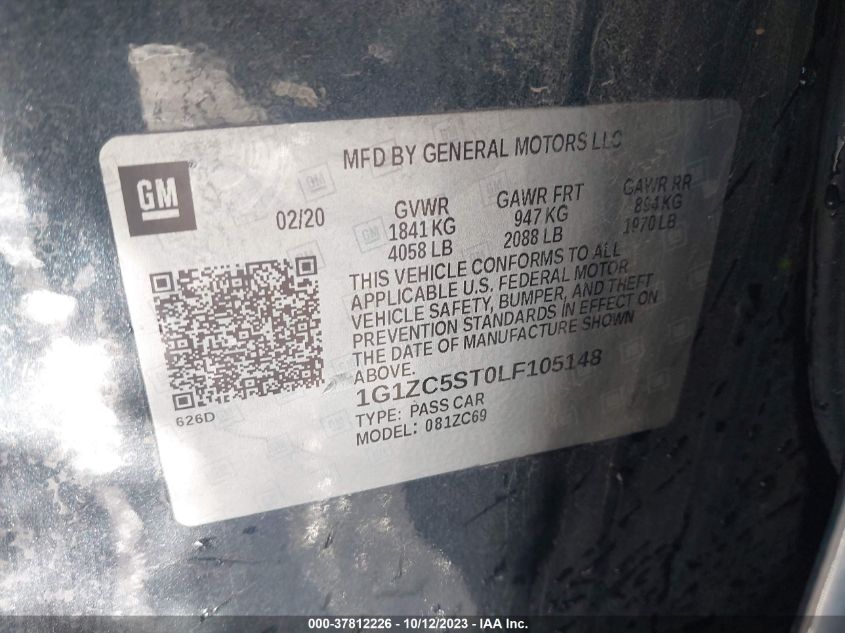 MFD BY GENERAL MOTORS LLC
GM
02/20
GVWR
1841 KG
4058 LB
GAWR FRT
947 KG
2088 LB
GAWR RR
894 KG
1970 LB
THIS VEHICLE CONFORMS TO ALL
APPLICABLE U.S. FEDERAL MOTOR
VEHICLE SAFETY, BUMPER, AND THEFT
PREVENTION STANDARDS IN EFFECT ON
THE DATE OF MANUFACTURE SHOWN
ABOVE.
1G1ZC5ST0LF105148
TYPE: PASS CAR
MODEL: 081ZC69
626D
000-37812226 - 10/12/2023 - IAA Inc.